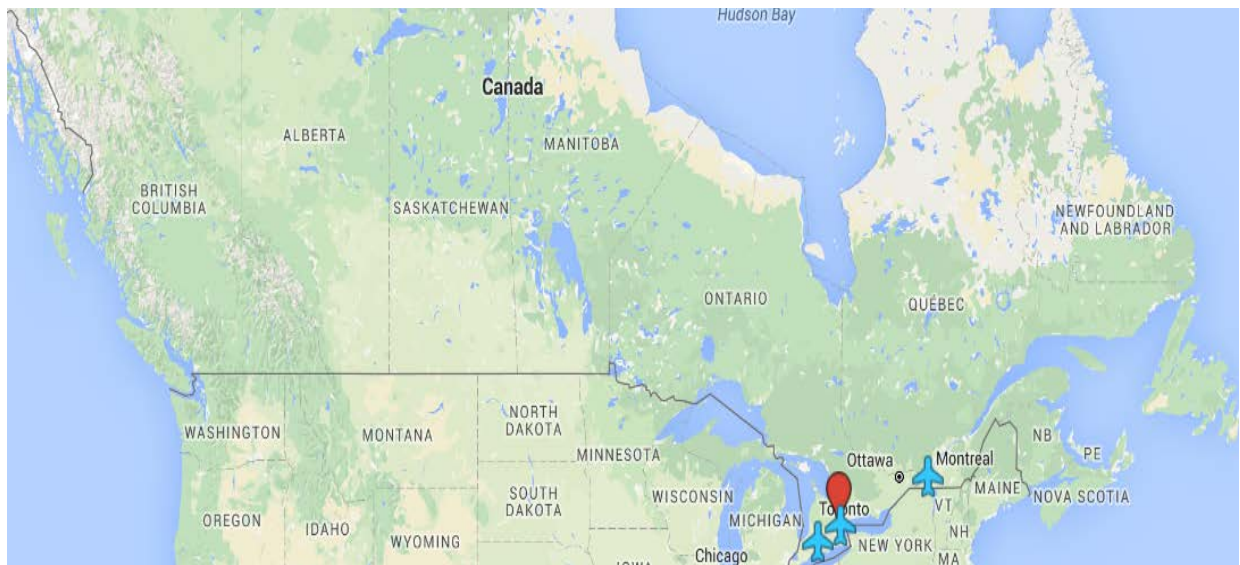 Hudson Bay
Canada
ALBERTA
MANITOBA
BRITISH
COLUMBIA
SASKATCHEWAN
NEWFOUNDLAND
AND LABRADOR
ONTARIO
QUÉBEC
WASHINGTON
MONTANA
NORTH
DAKOTA
MINNESOTA
Ottawa
Montreal
NB
PE
MAINE
NOVA SCOTIA
OREGON
IDAHO
WYOMING
SOUTH
DAKOTA
WISCONSIN
MICHIGAN
Toronto
VT
NH
NEW YORK
MA
Chicago
IOWA